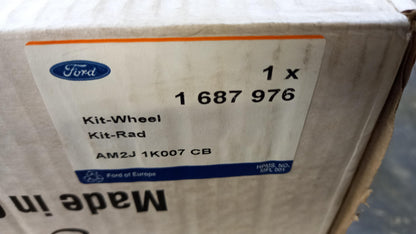 Ford
1 x
1 687 976
Kit-Wheel
Kit-Rad
AM2J 1K007 CB
Ford of Europe
Made in